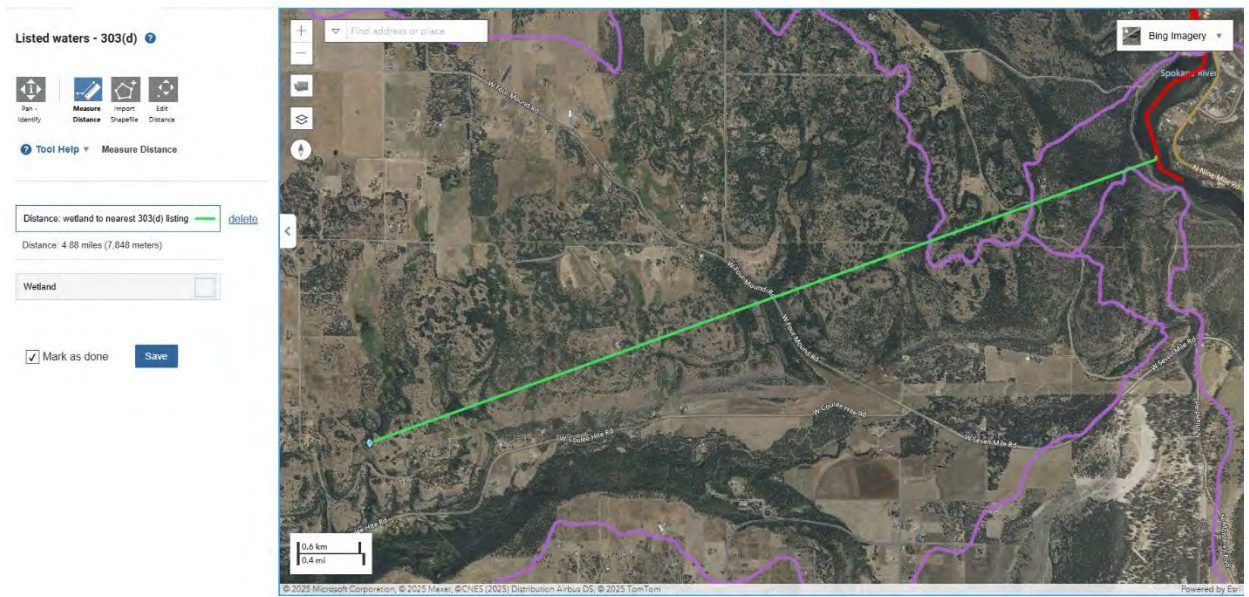 Listed waters - 303(d) ?
Pan -
Identify
Measure
Distance
Import
Shapefile
Edit
Distance
? Tool Help ▼ Measure Distance
Distance: wetland to nearest 303(d) listing
delete
Distance: 4.88 miles (7,848 meters)
Wetland
Mark as done
Save
Find address or place
Bing Imagery
Spokane River
N Nine Mile Rd
W Four Mound Rd
W Four Mound Rd
W Four Mound Rd
W Seven Mile Rd
W Coulee Hite Rd
W Coulee Hite Rd
W Seven Mile Rd
lee Hite Rd
0.6 km
0.4 mi
© 2025 Microsoft Corporation, © 2025 Maxar, ©CNES (2025) Distribution Airbus DS, © 2025 TomTom
Powered by Esri